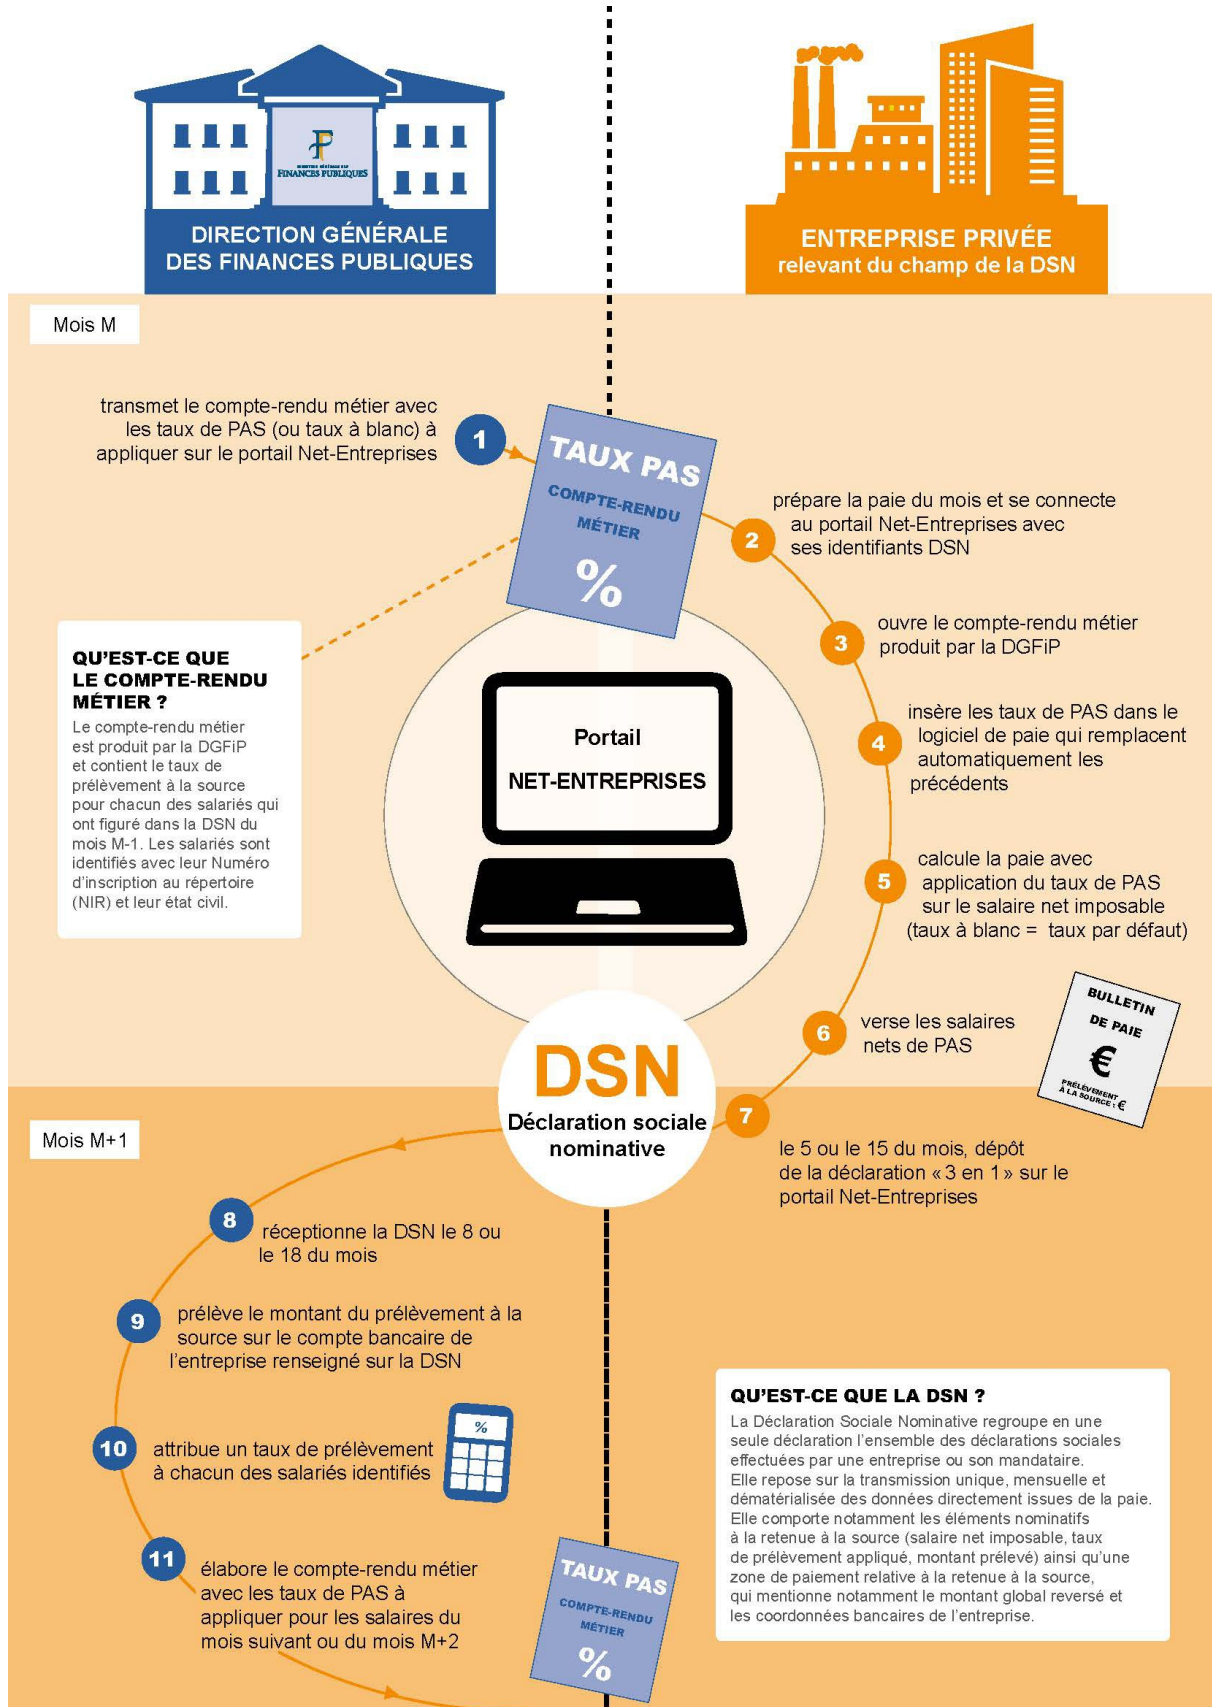 DIRECTION GÉNÉRALE DES
FINANCES PUBLIQUES
DIRECTION GÉNÉRALE
DES FINANCES PUBLIQUES
ENTREPRISE PRIVÉE
relevant du champ de la DSN
Mois M
transmet le compte-rendu métier avec
les taux de PAS (ou taux à blanc) à
appliquer sur le portail Net-Entreprises
1
TAUX PAS
COMPTE-RENDU
MÉTIER
%
2
prépare la paie du mois et se connecte
au portail Net-Entreprises avec
ses identifiants DSN
3
ouvre le compte-rendu métier
produit par la DGFiP
4
insère les taux de PAS dans le
logiciel de paie qui remplacent
automatiquement les
précédents
5
calcule la paie avec
application du taux de PAS
sur le salaire net imposable
(taux à blanc = taux par défaut)
6
verse les salaires
nets de PAS
BULLETIN
DE PAIE
€
PRÉLÈVEMENT
À LA SOURCE : €
QU'EST-CE QUE
LE COMPTE-RENDU
MÉTIER ?
Le compte-rendu métier
est produit par la DGFiP
et contient le taux de
prélèvement à la source
pour chacun des salariés qui
ont figuré dans la DSN du
mois M-1. Les salariés sont
identifiés avec leur Numéro
d'inscription au répertoire
(NIR) et leur état civil.
Portail
NET-ENTREPRISES
DSN
Déclaration sociale
nominative
Mois M+1
7
le 5 ou le 15 du mois, dépôt
de la déclaration « 3 en 1 » sur le
portail Net-Entreprises
8
réceptionne la DSN le 8 ou
le 18 du mois
9
prélève le montant du prélèvement à la
source sur le compte bancaire de
l'entreprise renseigné sur la DSN
10
attribue un taux de prélèvement
à chacun des salariés identifiés
%
11
élabore le compte-rendu métier
avec les taux de PAS à
appliquer pour les salaires du
mois suivant ou du mois M+2
TAUX PAS
COMPTE-RENDU
MÉTIER
%
QU'EST-CE QUE LA DSN ?
La Déclaration Sociale Nominative regroupe en une
seule déclaration l'ensemble des déclarations sociales
effectuées par une entreprise ou son mandataire.
Elle repose sur la transmission unique, mensuelle et
dématérialisée des données directement issues de la paie.
Elle comporte notamment les éléments nominatifs
à la retenue à la source (salaire net imposable, taux
de prélèvement appliqué, montant prélevé) ainsi qu'une
zone de paiement relative à la retenue à la source,
qui mentionne notamment le montant global reversé et
les coordonnées bancaires de l'entreprise.